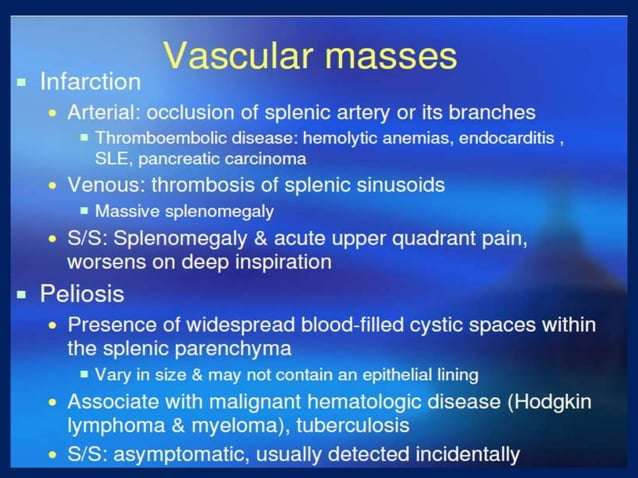 Vascular masses
Infarction
Arterial: occlusion of splenic artery or its branches
Thromboembolic disease: hemolytic anemias, endocarditis ,
SLE, pancreatic carcinoma
Venous: thrombosis of splenic sinusoids
Massive splenomegaly
S/S: Splenomegaly & acute upper quadrant pain,
worsens on deep inspiration
Peliosis
Presence of widespread blood-filled cystic spaces within
the splenic parenchyma
Vary in size & may not contain an epithelial lining
Associate with malignant hematologic disease (Hodgkin
lymphoma & myeloma), tuberculosis
S/S: asymptomatic, usually detected incidentally